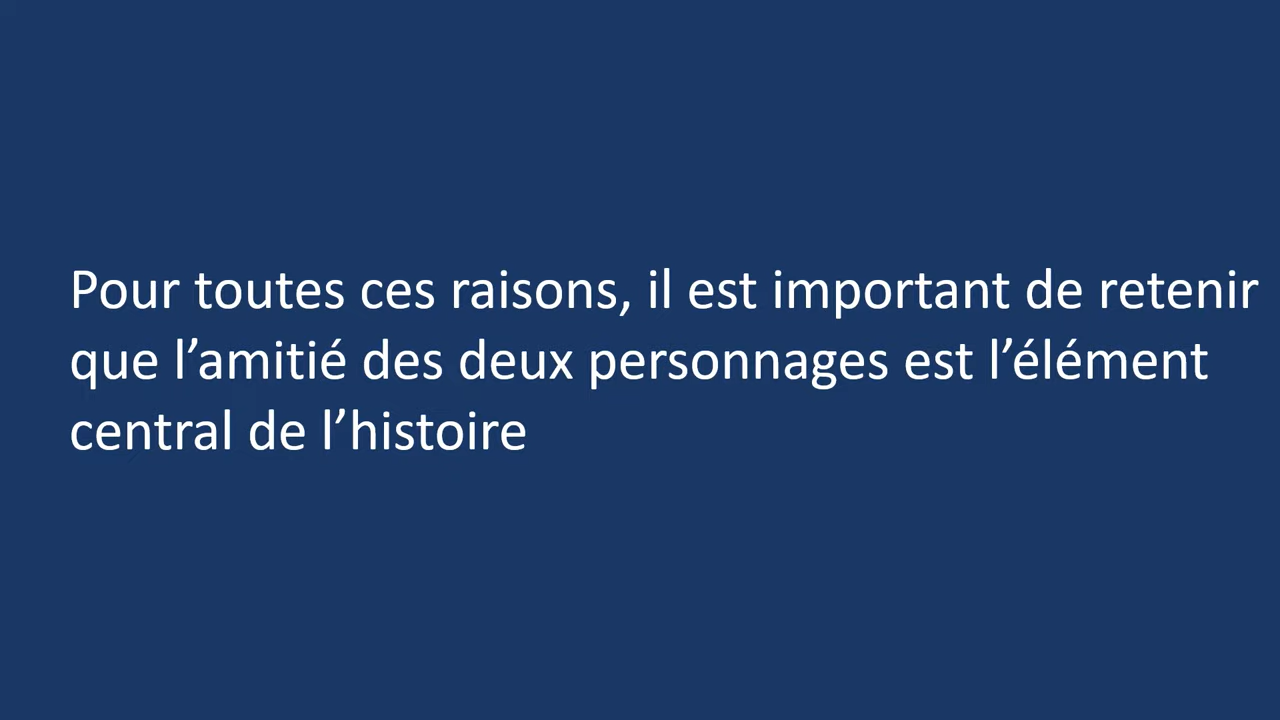 Pour toutes ces raisons, il est important de retenir
que l’amitié des deux personnages est l’élément
central de l’histoire